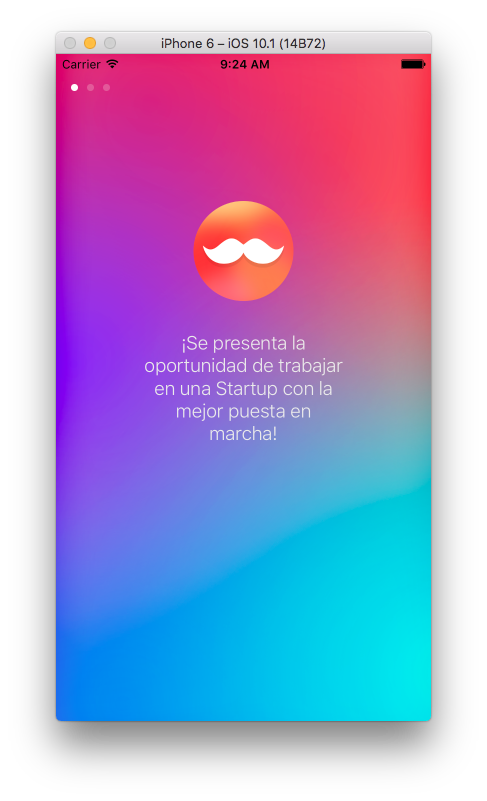 iPhone 6 – iOS 10.1 (14B72)
Carrier 9:24 AM
¡Se presenta la
oportunidad de trabajar
en una Startup con la
mejor puesta en
marcha!